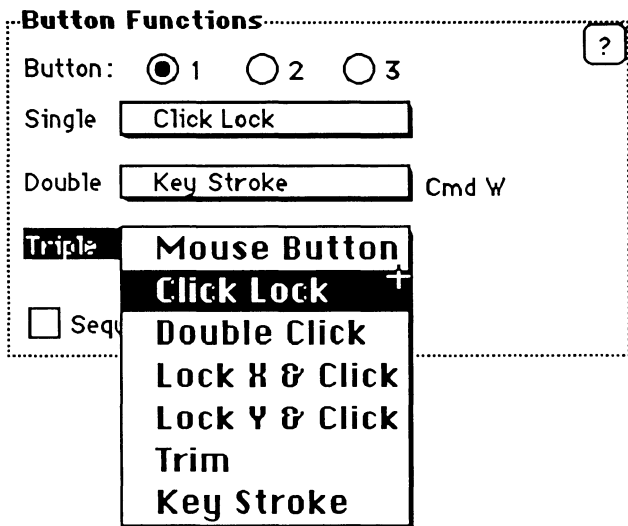 Button Functions
?
Button: 1 2 3
Single Click Lock
Double Key Stroke Cmd W
Triple Mouse Button
Click Lock
Sequ Double Click
Lock X & Click
Lock Y & Click
Trim
Key Stroke